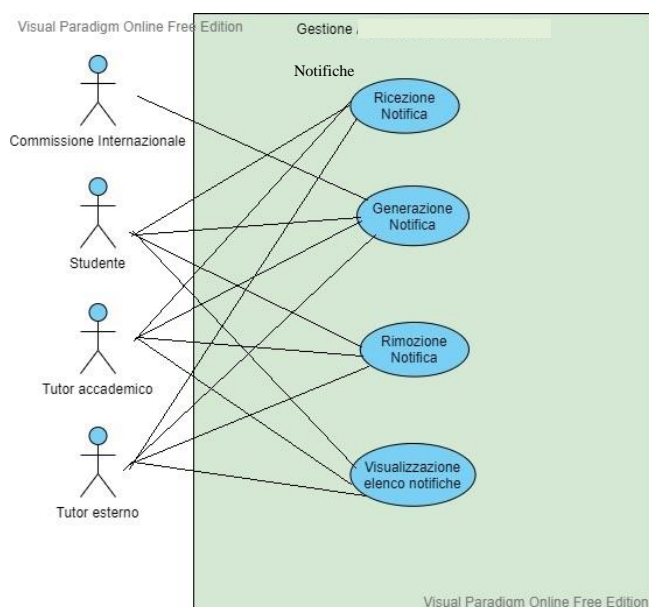 Visual Paradigm Online Free Edition
Gestione
Notifiche
Ricezione
Notifica
Commissione Internazionale
Generazione
Notifica
Studente
Rimozione
Notifica
Tutor accademico
Visualizzazione
elenco notifiche
Tutor esterno
Visual Paradigm Online Free Edition